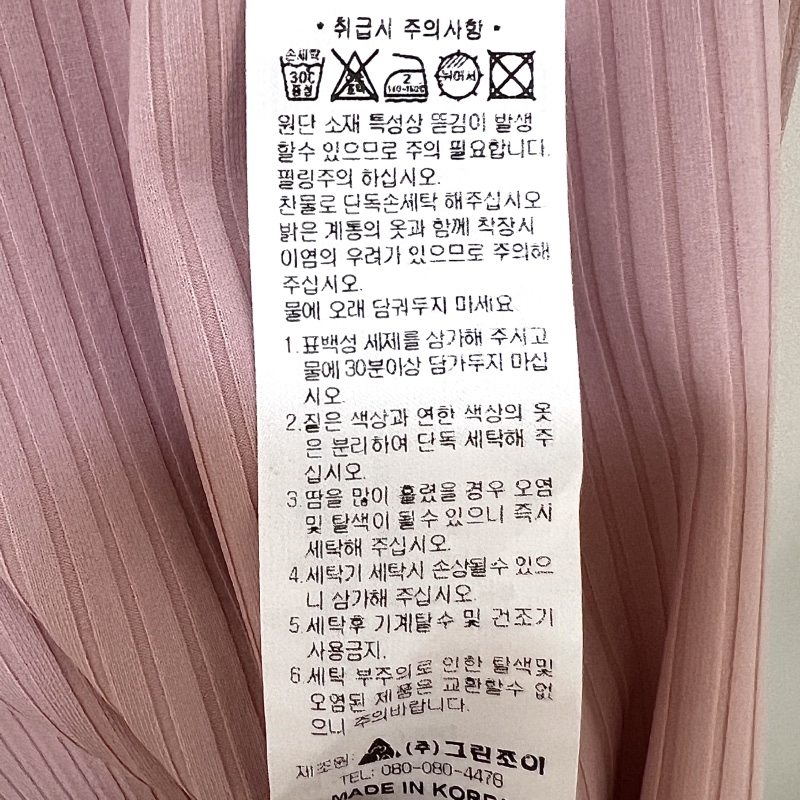 • 취급시 주의사항 •
손세탁
30℃
중성
2
뉘어서
원단 소재 특성상 뜯김이 발생
할수 있으므로 주의 필요합니다.
필링주의 하십시오.
찬물로 단독손세탁 해주십시오
밝은 계통의 옷과 함께 착장시
이염의 우려가 있으므로 주의해
주십시오.
물에 오래 담궈두지 마세요
1.표백성 세제를 삼가해 주시고
물에 30분이상 담가두지 마십
시오.
2.짙은 색상과 연한 색상의 옷
은 분리하여 단독 세탁해 주
십시오.
3.땀을 많이 흘렸을 경우 오염
및 탈색이 될수 있으니 즉시
세탁해 주십시오.
4.세탁기 세탁시 손상될수 있으
니 삼가해 주십시오.
5.세탁후 기계탈수 및 건조기
사용금지.
6.세탁 부주의로 인한 탈색및
오염된 제품은 교환할수 없
으니 주의바랍니다.
제조원: (주)그린조이
TEL: 080-080-4478
MADE IN KOREA